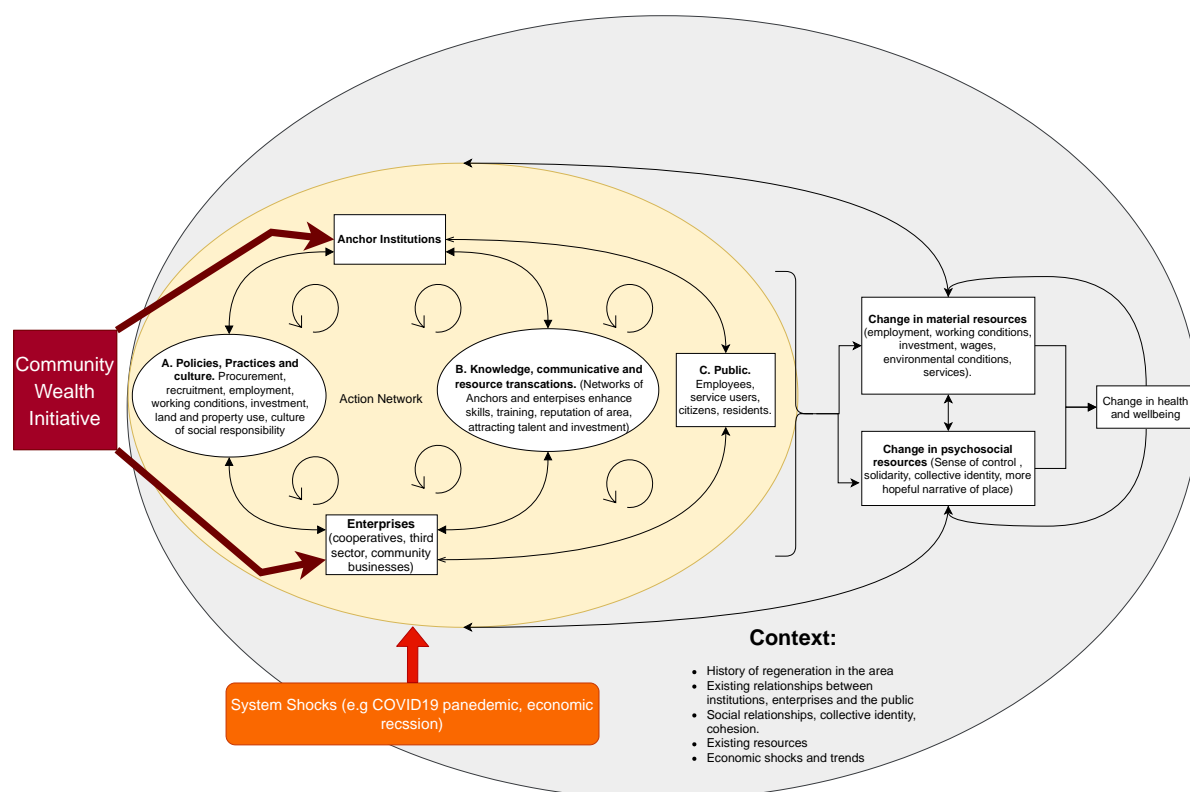 Community
Wealth
Initiative
Anchor Institutions
A. Policies, Practices and
culture. Procurement,
recruitment, employment,
working conditions, investment,
land and property use, culture
of social responsibility
Action Network
B. Knowledge, communicative and
resource transcations. (Networks of
Anchors and enterpises enhance
skills, training, reputation of area,
attracting talent and investment)
C. Public.
Employees,
service users,
citizens, residents.
Enterprises
(cooperatives, third
sector, community
businesses)
Change in material resources
(employment, working conditions,
investment, wages,
environmental conditions,
services).
Change in psychosocial
resources (Sense of control ,
solidarity, collective identity, more
hopeful narrative of place)
Change in health
and wellbeing
System Shocks (e.g COVID19 panedemic, economic
recssion)
Context:
• History of regeneration in the area
• Existing relationships between
institutions, enterprises and the public
• Social relationships, collective identity,
cohesion.
• Existing resources
• Economic shocks and trends